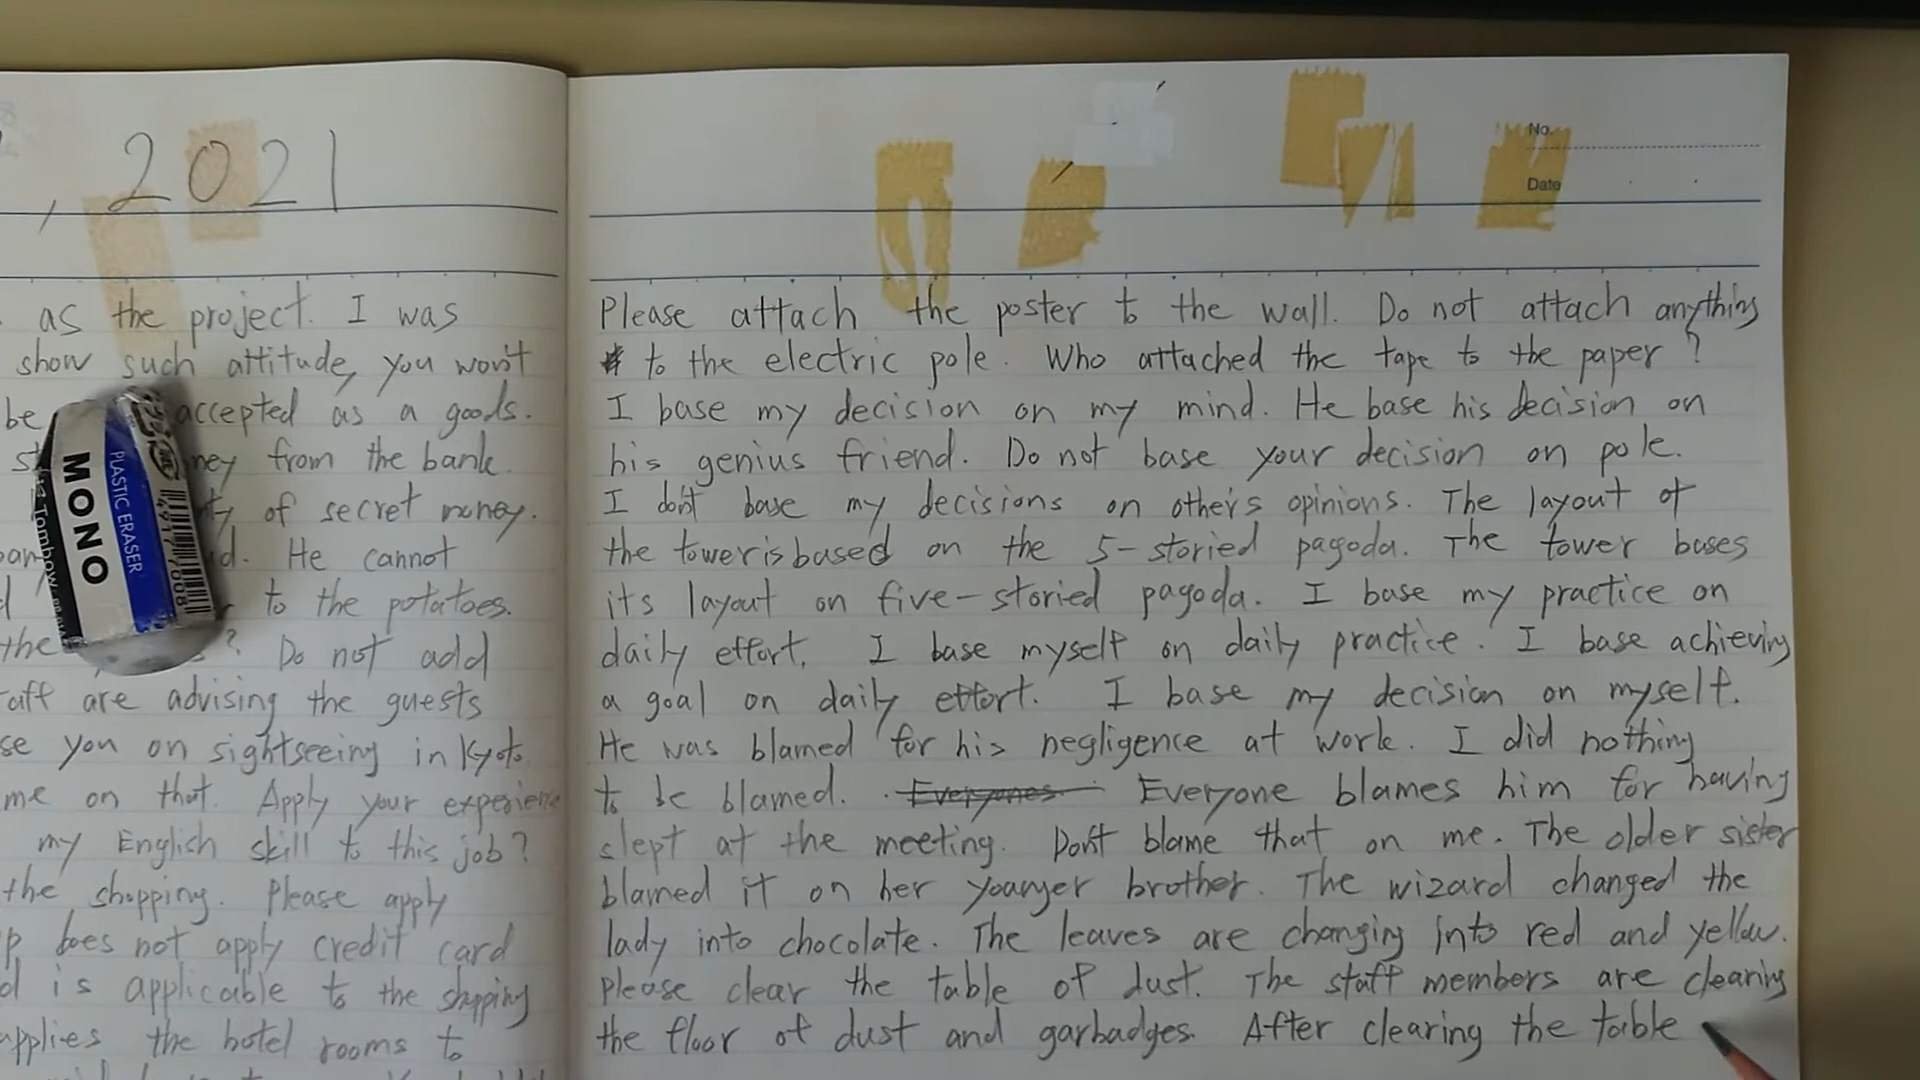 , 2021
as the project. I was
show such attitude, you won't
be accepted as a goods.
from the bank.
of secret money.
He cannot
to the potatoes.
the ? Do not add
are advising the guests
you on sightseeing in Kyoto
me on that. Apply your experience
my English skill to this job?
the shopping. Please apply
does not apply credit card
is applicable to the shopping
applies the hotel rooms to
MONO
PLASTIC ERASER
Tombow
No.
Date
Please attach the poster to the wall. Do not attach anything
to the electric pole. Who attached the tape to the paper?
I base my decision on my mind. He base his decision on
his genius friend. Do not base your decision on pole.
I don't base my decisions on other's opinions. The layout of
the tower is based on the 5-storied pagoda. The tower bases
its layout on five-storied pagoda. I base my practice on
daily effort. I base myself on daily practice. I base achieving
a goal on daily effort. I base my decision on myself.
He was blamed for his negligence at work. I did nothing
to be blamed. Everyones Everyone blames him for having
slept at the meeting. Don't blame that on me. The older sister
blamed it on her younger brother. The wizard changed the
lady into chocolate. The leaves are changing into red and yellow.
Please clear the table of dust. The staff members are clearing
the floor of dust and garbadges. After clearing the table